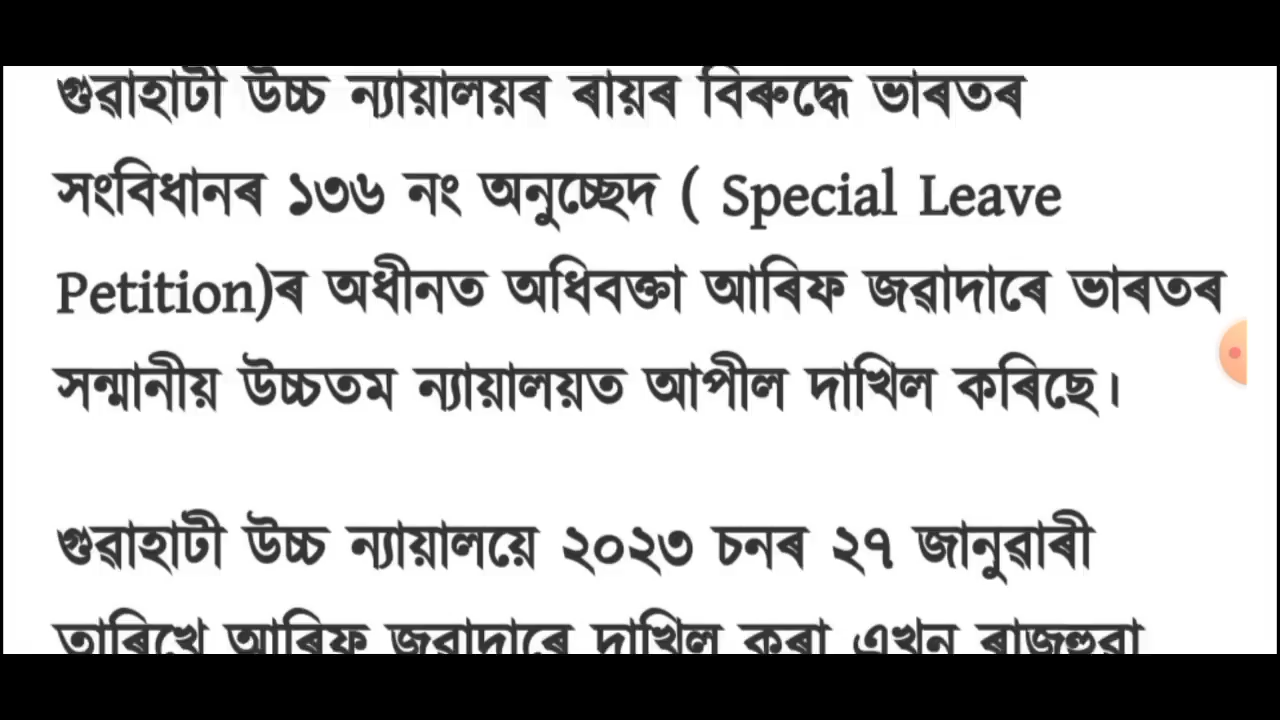 গুৱাহাটী উচ্চ ন্যায়ালয়ৰ ৰায়ৰ বিৰুদ্ধে ভাৰতৰ
সংবিধানৰ ১৩৬ নং অনুচ্ছেদ ( Special Leave
Petition)ৰ অধীনত অধিবক্তা আৰিফ জৱাদাৰে ভাৰতৰ
সন্মানীয় উচ্চতম ন্যায়ালয়ত আপীল দাখিল কৰিছে।
গুৱাহাটী উচ্চ ন্যায়ালয়ে ২০২৩ চনৰ ২৭ জানুৱাৰী
তাৰিখে আৰিফ জৱাদাৰে দাখিল কৰা এখন ৰাজহুৱা